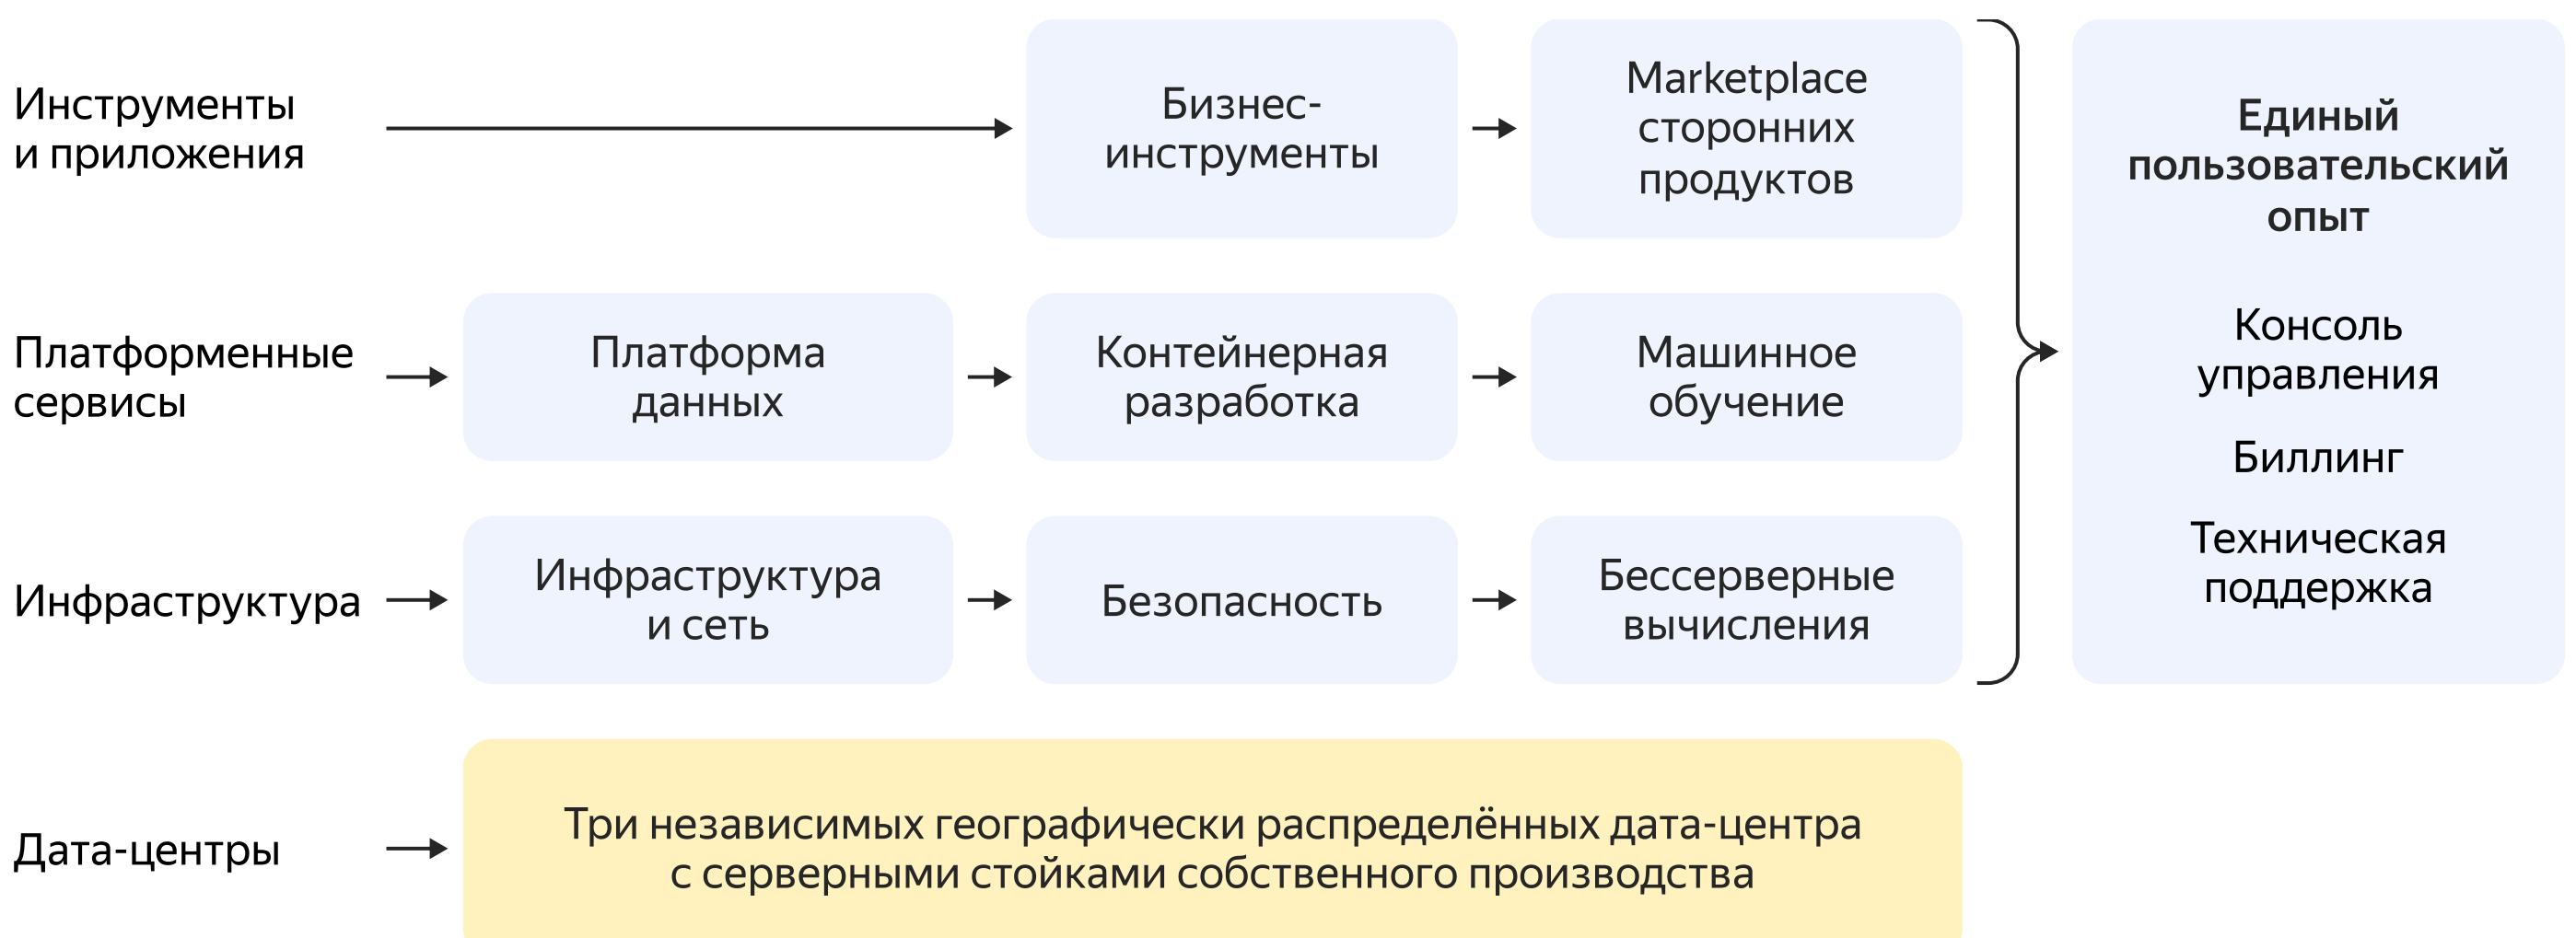 Инструменты
и приложения
Бизнес-
инструменты
Marketplace
сторонних
продуктов
Платформенные
сервисы
Платформа
данных
Контейнерная
разработка
Машинное
обучение
Инфраструктура
Инфраструктура
и сеть
Безопасность
Бессерверные
вычисления
Дата-центры
Три независимых географически распределённых дата-центра
с серверными стойками собственного производства
Единый
пользовательский
опыт
Консоль
управления
Биллинг
Техническая
поддержка